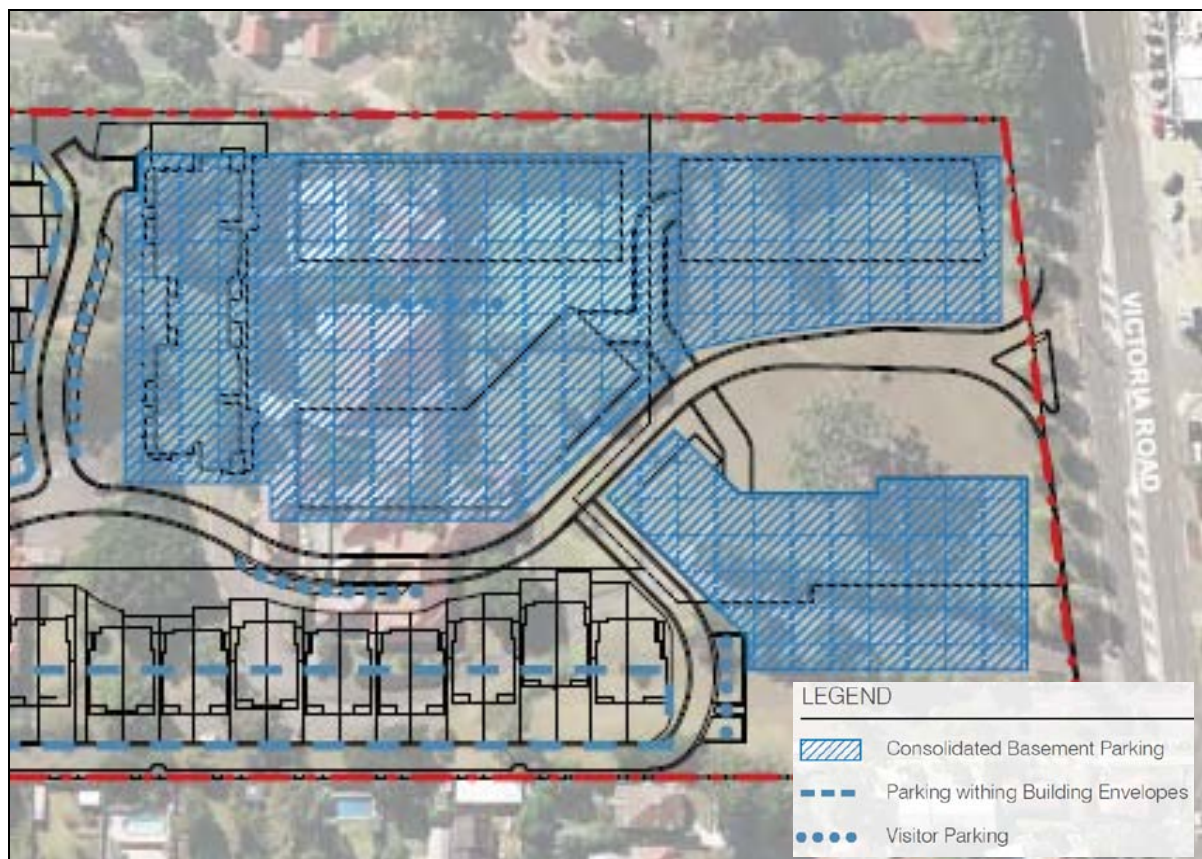 VICTORIA ROAD
LEGEND
Consolidated Basement Parking
Parking withing Building Envelopes
Visitor Parking